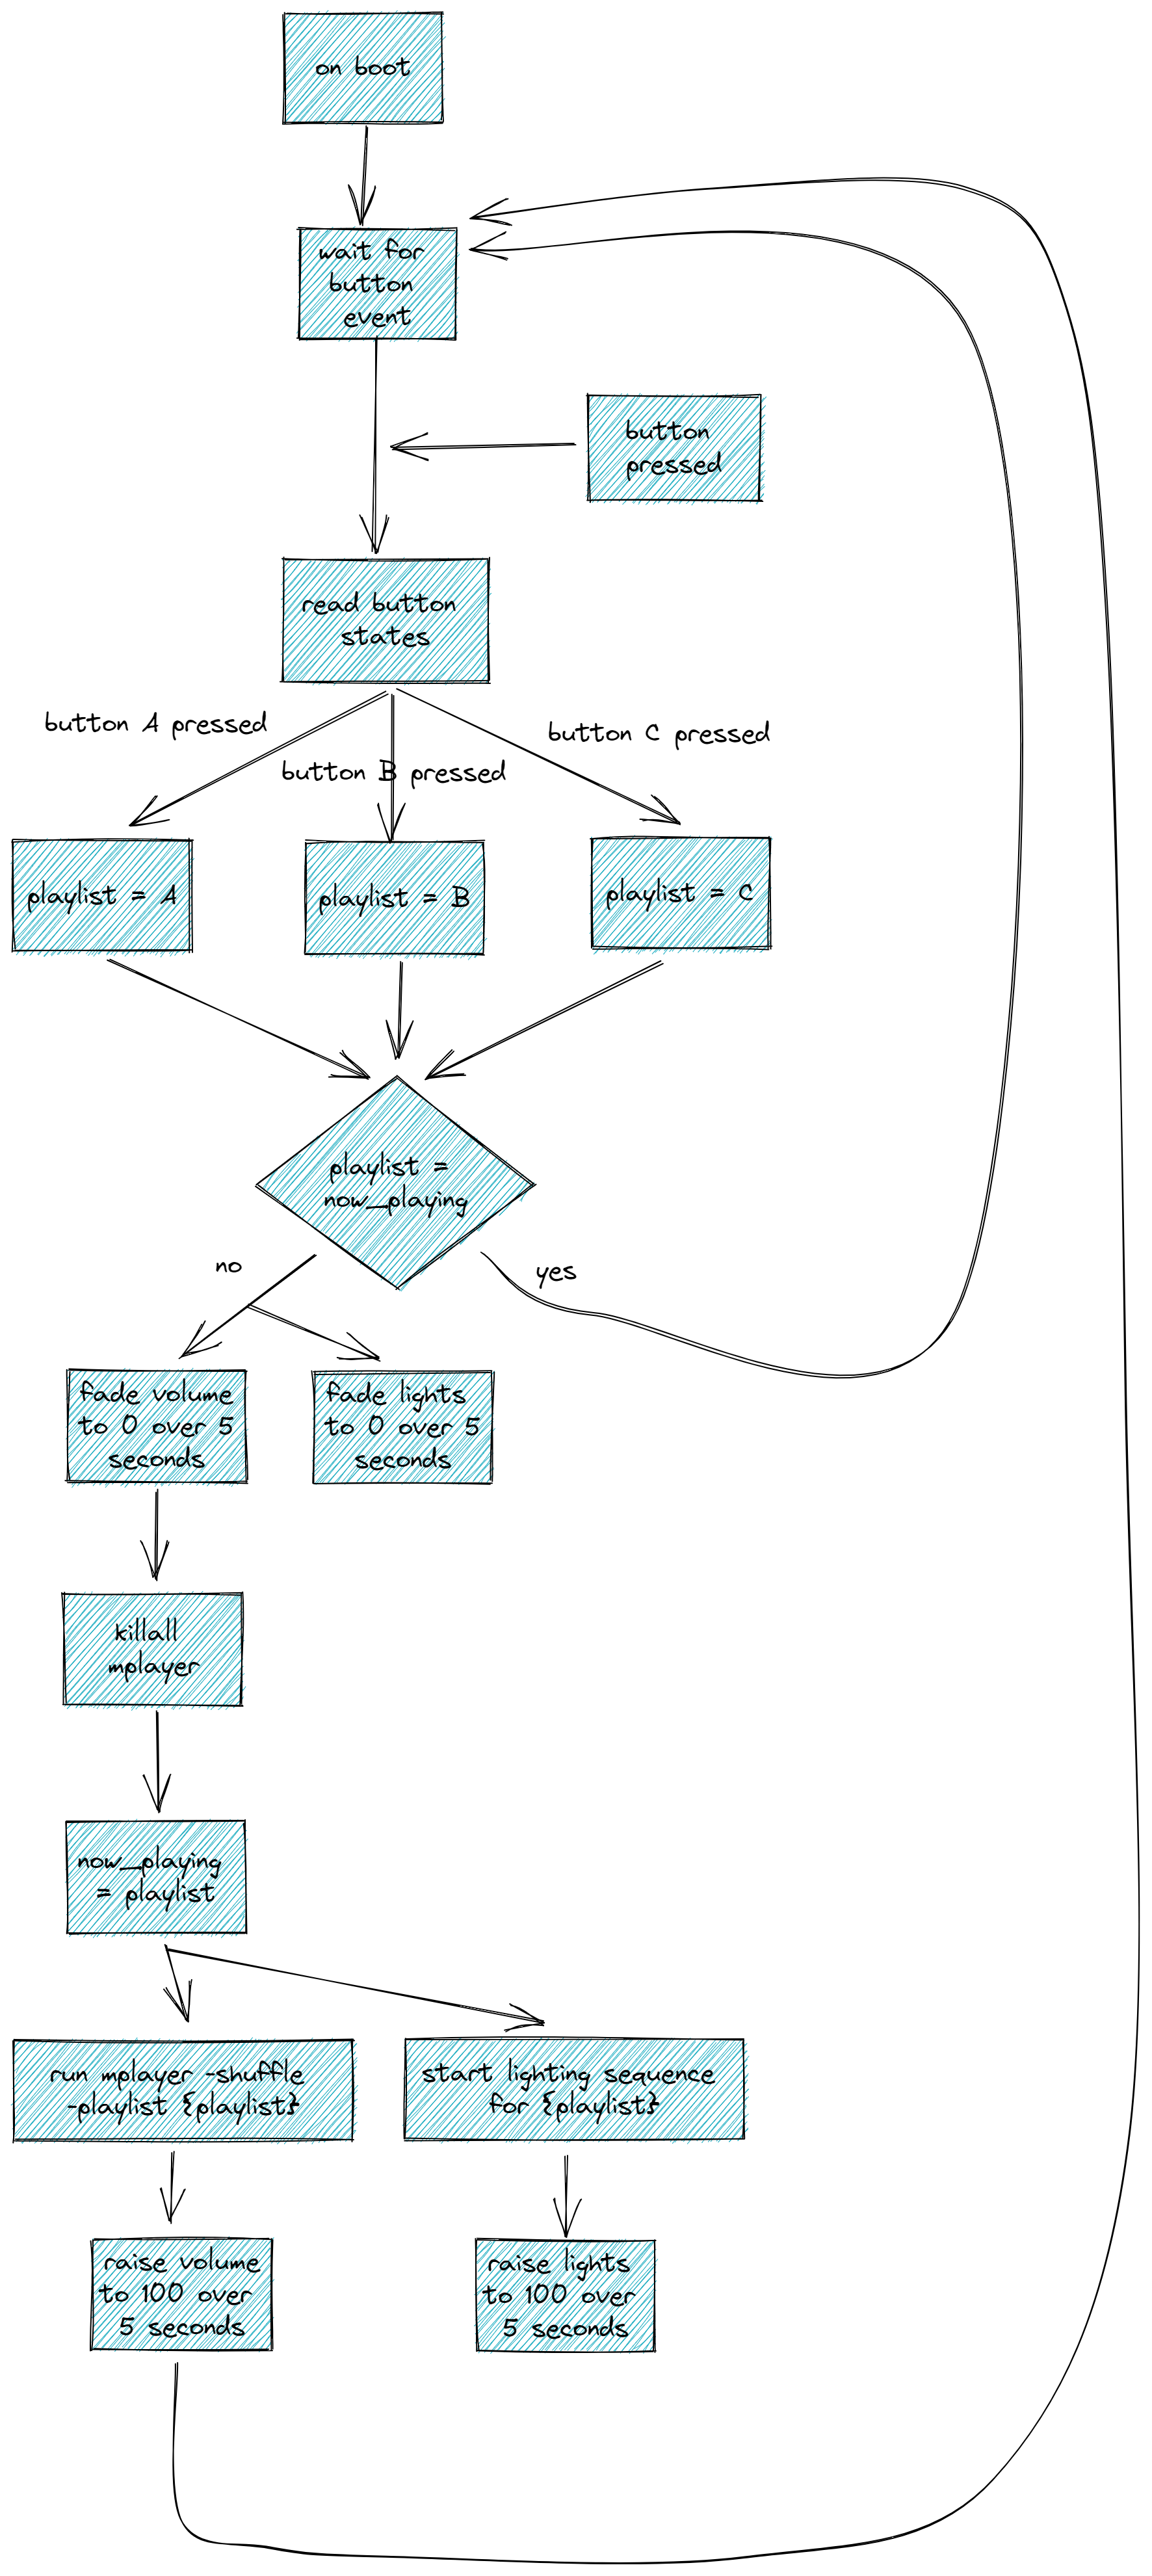 on boot
wait for
button
event
button
pressed
read button
states
button A pressed
button C pressed
button B pressed
playlist = A
playlist = B
playlist = C
playlist =
now_playing
no
yes
fade volume
to 0 over 5
seconds
fade lights
to 0 over 5
seconds
killall
mplayer
now_playing
= playlist
run mplayer -shuffle
-playlist {playlist}
start lighting sequence
for {playlist}
raise volume
to 100 over
5 seconds
raise lights
to 100 over
5 seconds